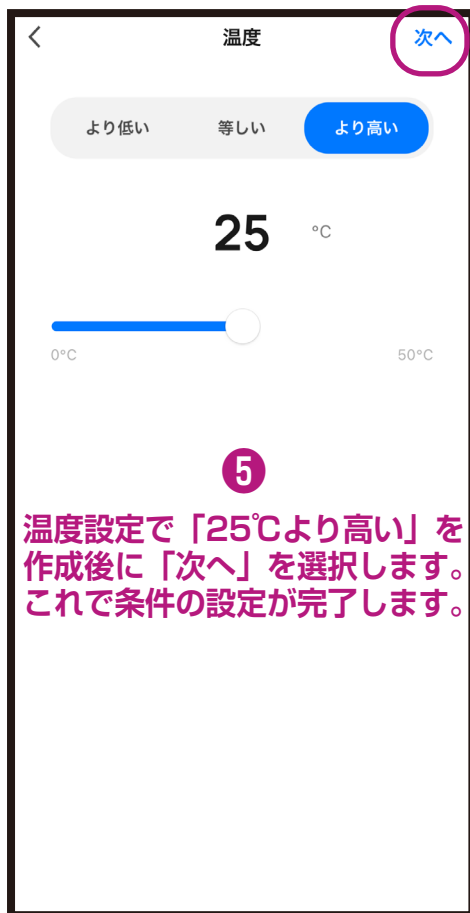 温度 次へ
より低い 等しい より高い
25 °C
0°C 50°C
❺
温度設定で「25℃より高い」を
作成後に「次へ」を選択します。
これで条件の設定が完了します。